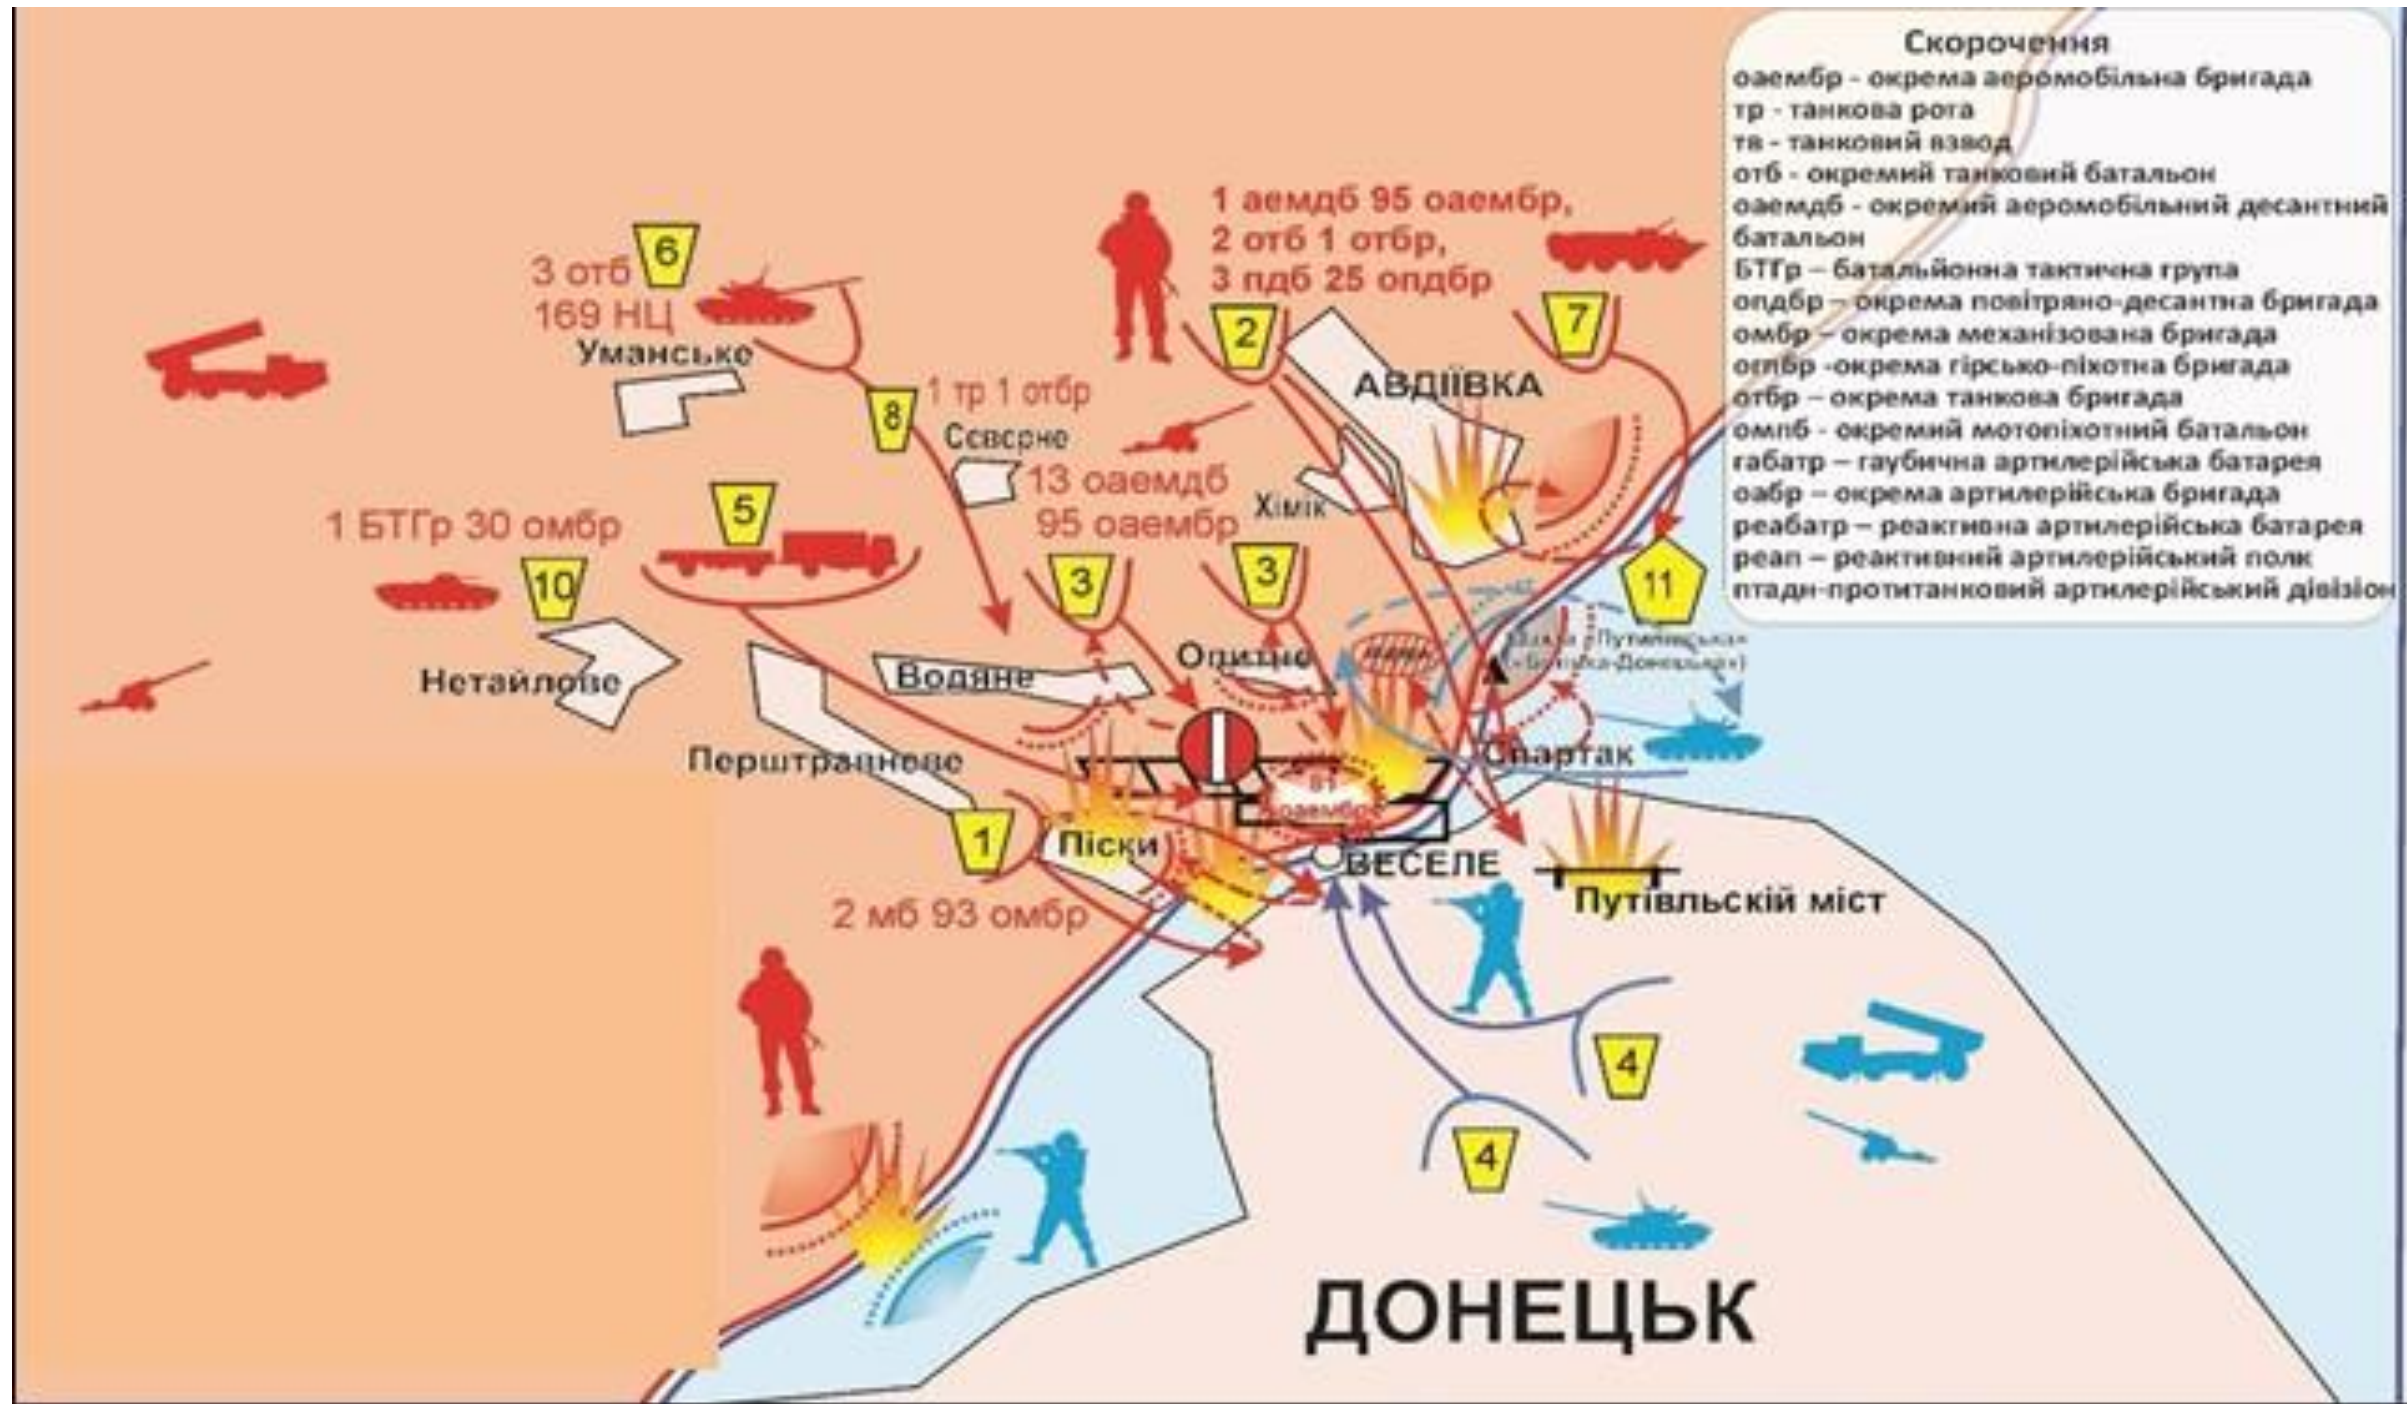 Скорочення
оаембр - окрема аеромобільна бригада
тр - танкова рота
тв - танковий взвод
отб - окремий танковий батальон
оаемдб - окремий аеромобільний десантний
батальон
БТГр – батальйонна тактична група
опдбр – окрема повітряно-десантна бригада
омбр – окрема механізована бригада
огпбр -окрема гірсько-піхотна бригада
отбр – окрема танкова бригада
омпб - окремий мотопіхотний батальон
габатр – гаубична артилерійська батарея
оабр – окрема артилерійська бригада
реабатр – реактивна артилерійська батарея
реап – реактивний артилерійський полк
птадн-протитанковий артилерійський дівізіон
1 аемдб 95 оаембр,
2 отб 1 отбр,
3 пдб 25 опдбр
6
3 отб
169 НЦ
Уманське
2
7
АВДІЇВКА
8
1 тр 1 отбр
Сєвєрне
13 оаемдб
95 оаембр
Хімік
5
1 БТГр 30 омбр
10
3
3
11
Нетайлове
Водяне
Опитне
Шахта «Путилівська»
Перштравневе
Спартак
81
оаембр
1
Піски
ВЕСЕЛЕ
Путівльскій міст
2 мб 93 омбр
4
4
ДОНЕЦЬК